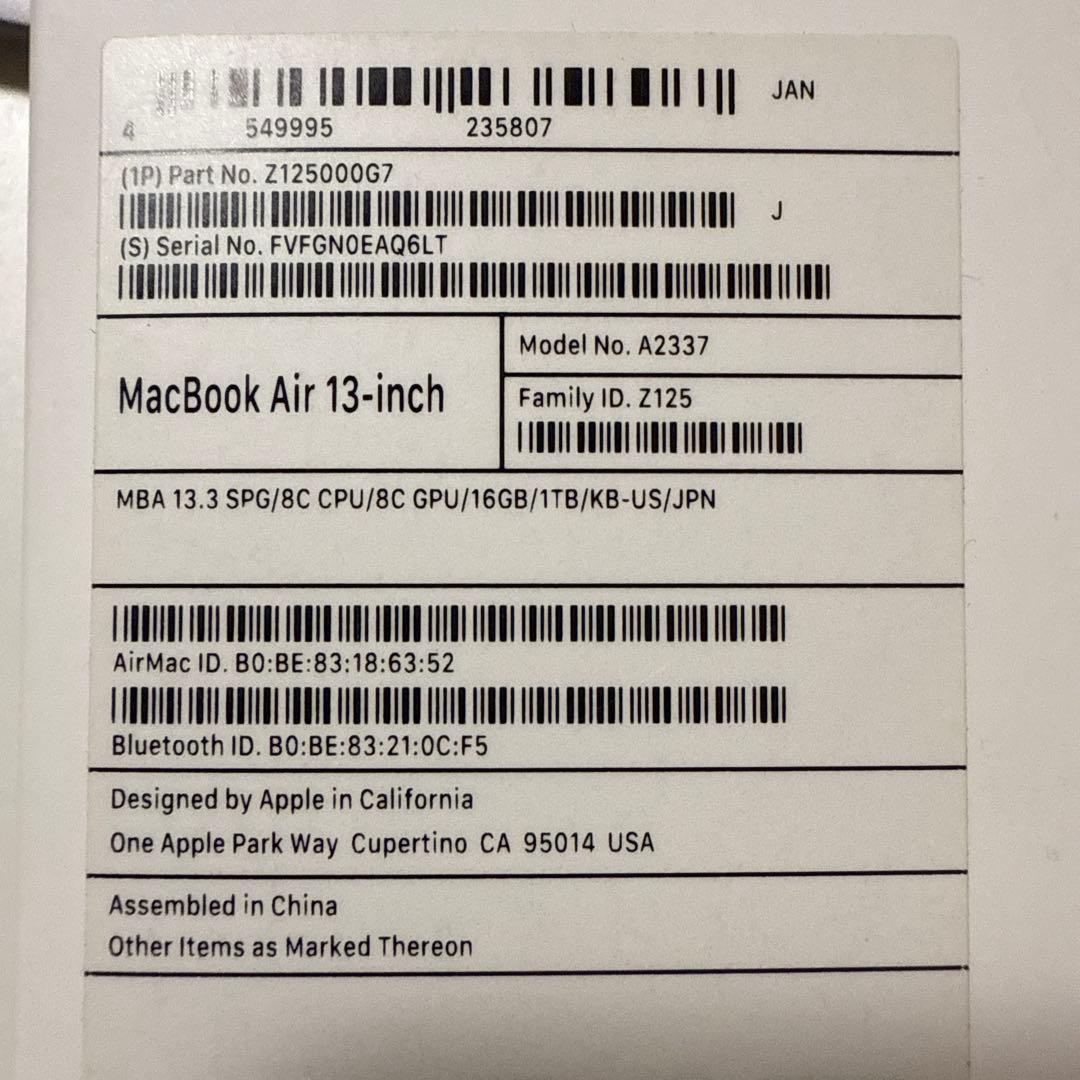 JAN
4 549995 235807
(1P) Part No. Z125000G7
J
(S) Serial No. FVFGN0EAQ6LT
MacBook Air 13-inch
Model No. A2337
Family ID. Z125
MBA 13.3 SPG/8C CPU/8C GPU/16GB/1TB/KB-US/JPN
AirMac ID. B0:BE:83:18:63:52
Bluetooth ID. B0:BE:83:21:0C:F5
Designed by Apple in California
One Apple Park Way Cupertino CA 95014 USA
Assembled in China
Other Items as Marked Thereon